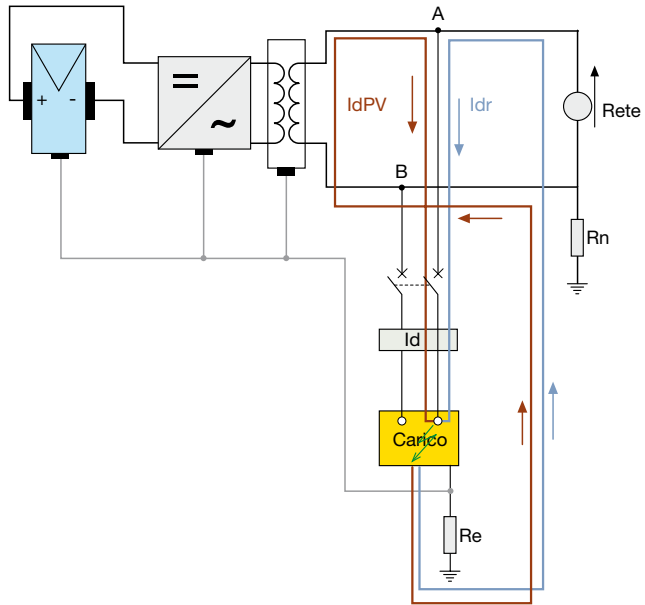 A
+ -
=
~
IdPV
Idr
Rete
B
Rn
Id
Carico
Re